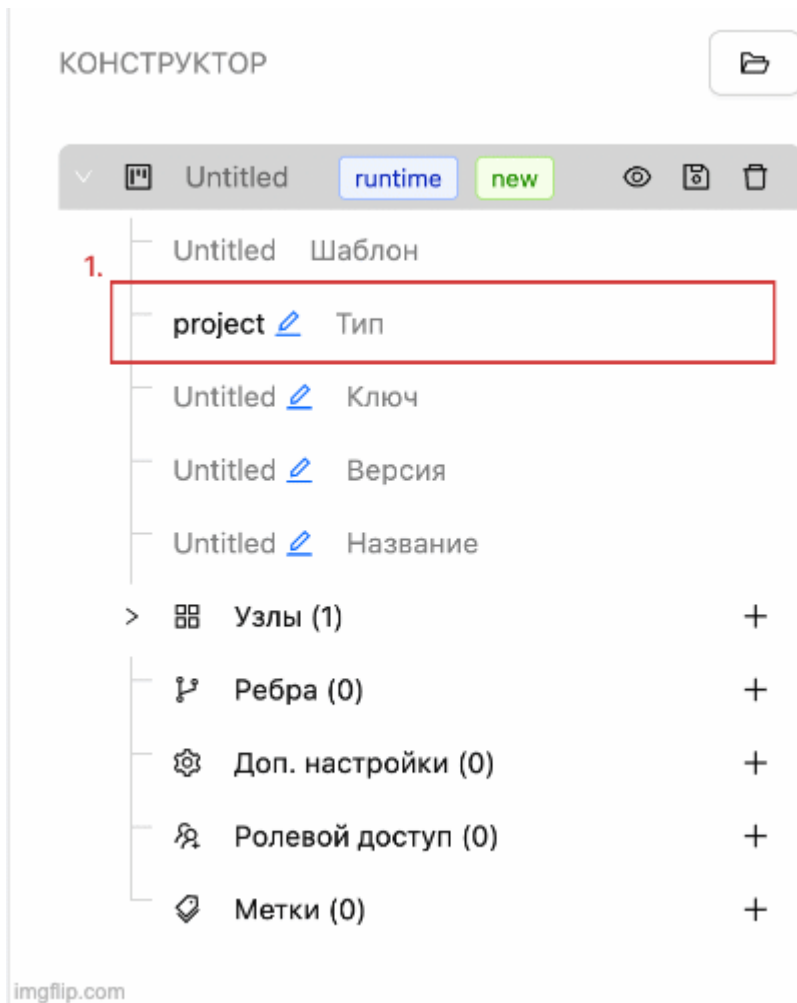 КОНСТРУКТОР
Untitled runtime new
Untitled Шаблон
1.
project Тип
Untitled Ключ
Untitled Версия
Untitled Название
Узлы (1)
Ребра (0)
Доп. настройки (0)
Ролевой доступ (0)
Метки (0)
imgflip.com